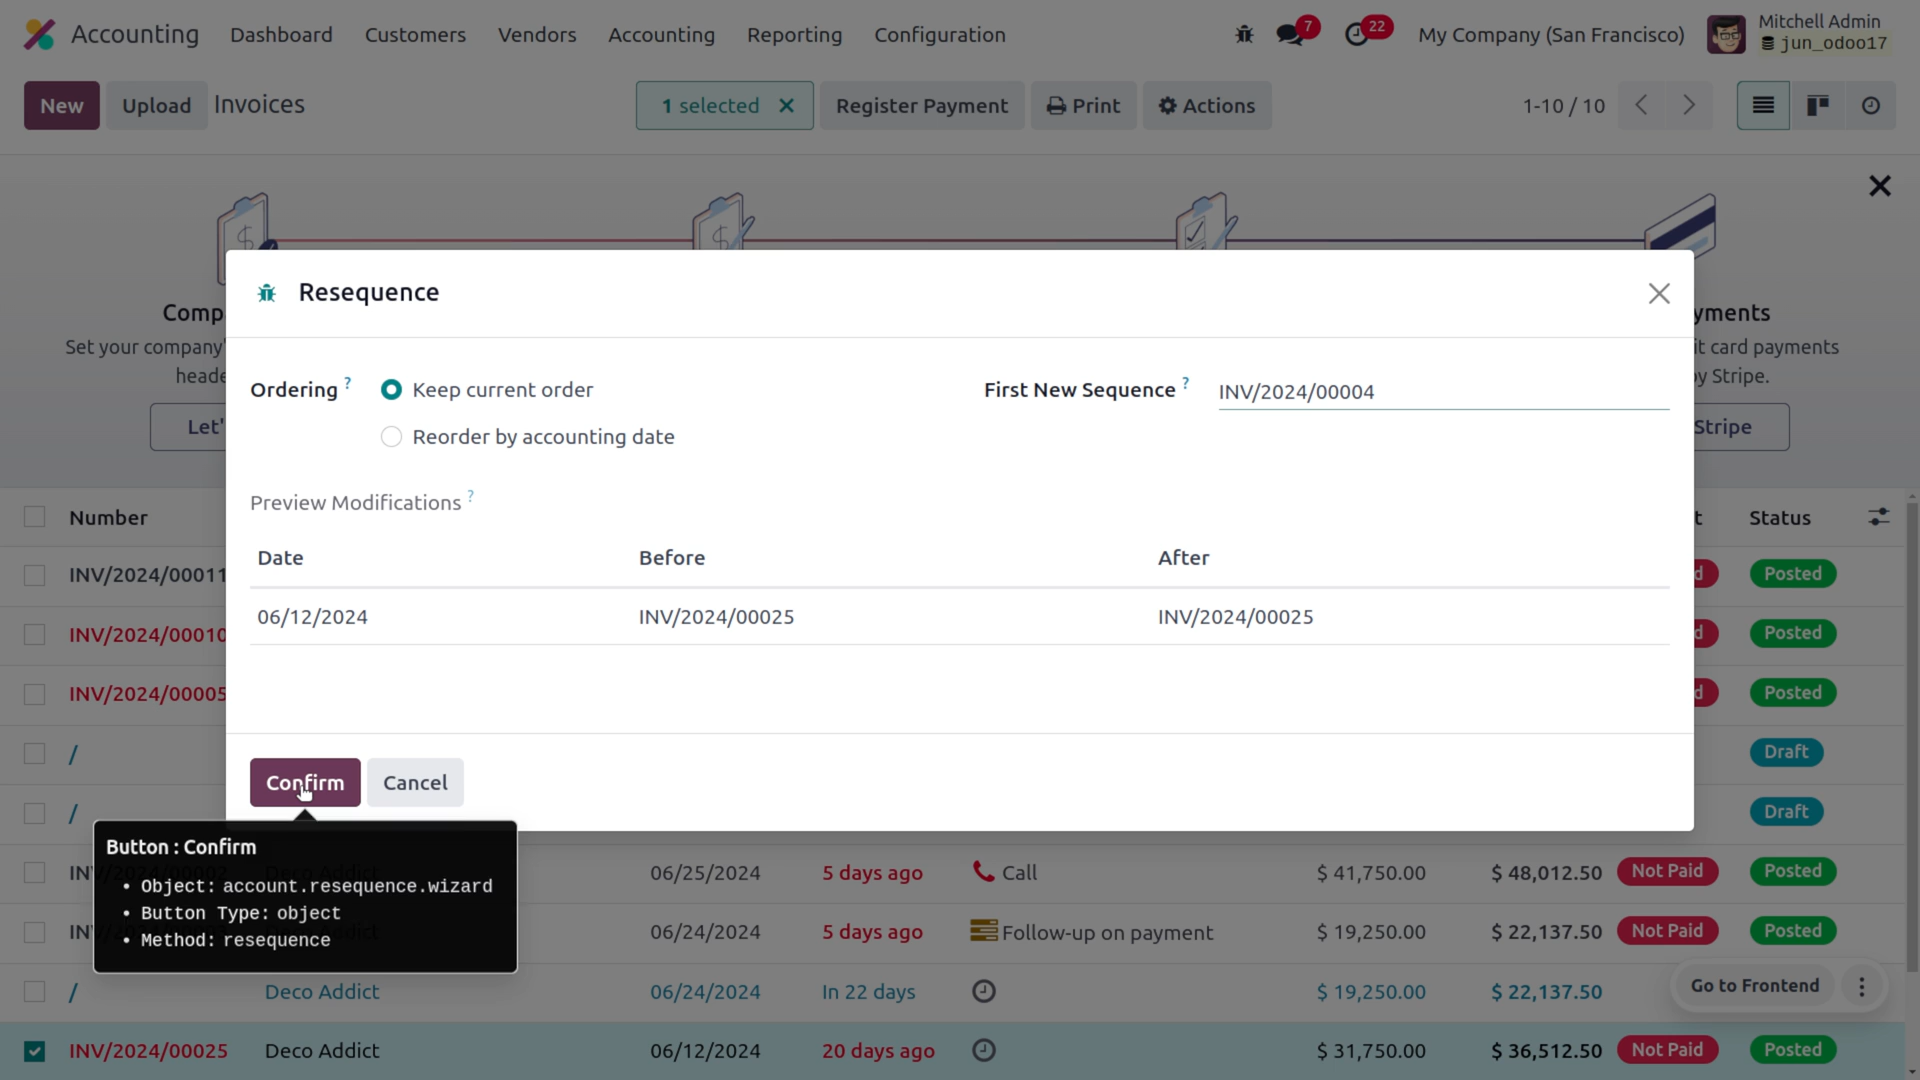 Accounting Dashboard Customers Vendors Accounting Reporting Configuration 7 22 My Company (San Francisco) Mitchell Admin
jun_odoo17
New Upload Invoices 1 selected Register Payment Print Actions 1-10 / 10
Resequence
Comp
Set your company'
heade
Let'
yments
it card payments
by Stripe.
Stripe
Ordering ? Keep current order
Reorder by accounting date
First New Sequence ? INV/2024/00004
Preview Modifications ?
Date Before After
06/12/2024 INV/2024/00025 INV/2024/00025
Confirm Cancel
Button : Confirm
• Object: account.resequence.wizard
• Button Type: object
• Method: resequence
Number t Status
INV/2024/00011 d Posted
INV/2024/00010 d Posted
INV/2024/00005 d Posted
/ Draft
/ Draft
IN 06/25/2024 5 days ago Call $ 41,750.00 $ 48,012.50 Not Paid Posted
IN 06/24/2024 5 days ago Follow-up on payment $ 19,250.00 $ 22,137.50 Not Paid Posted
/ Deco Addict 06/24/2024 In 22 days $ 19,250.00 $ 22,137.50
Go to Frontend
INV/2024/00025 Deco Addict 06/12/2024 20 days ago $ 31,750.00 $ 36,512.50 Not Paid Posted